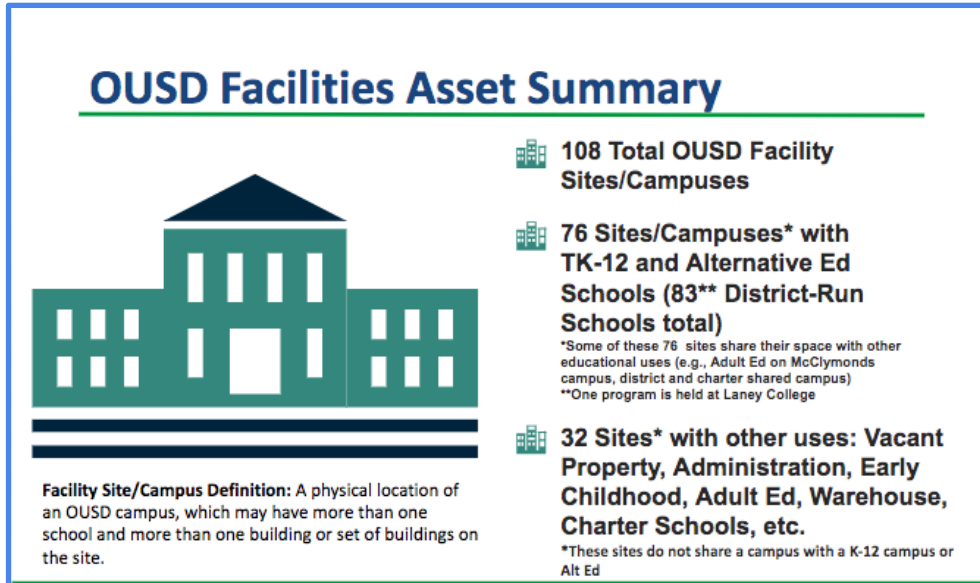 OUSD Facilities Asset Summary
108 Total OUSD Facility
Sites/Campuses
76 Sites/Campuses* with
TK-12 and Alternative Ed
Schools (83** District-Run
Schools total)
*Some of these 76 sites share their space with other
educational uses (e.g., Adult Ed on McClymonds
campus, district and charter shared campus)
**One program is held at Laney College
32 Sites* with other uses: Vacant
Property, Administration, Early
Childhood, Adult Ed, Warehouse,
Charter Schools, etc.
*These sites do not share a campus with a K-12 campus or
Alt Ed
Facility Site/Campus Definition: A physical location of
an OUSD campus, which may have more than one
school and more than one building or set of buildings on
the site.